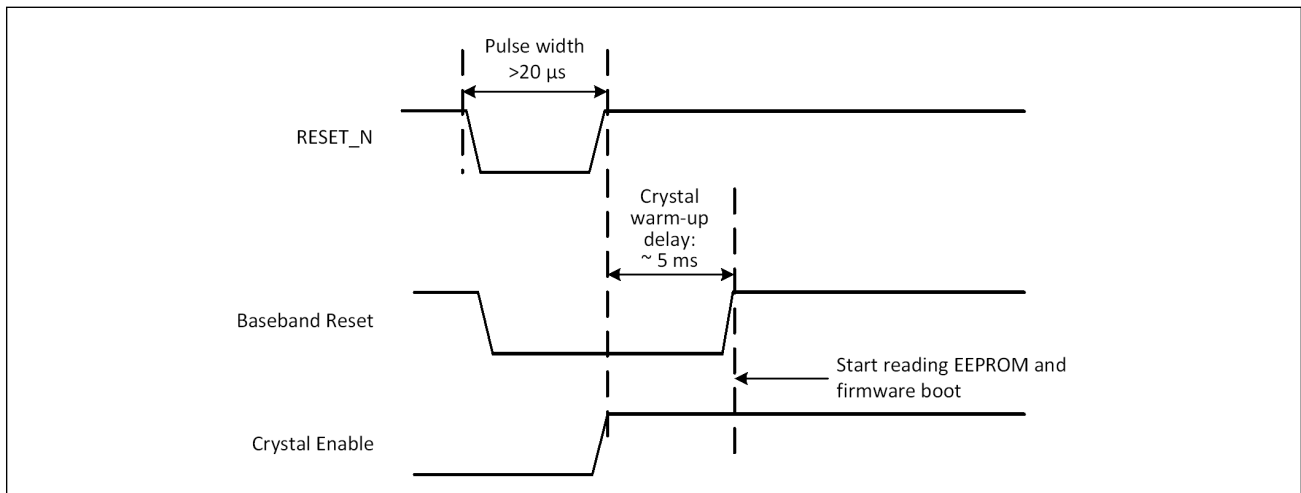 Pulse width
>20 µs
RESET_N
Crystal
warm-up
delay:
~ 5 ms
Baseband Reset
Start reading EEPROM and
firmware boot
Crystal Enable